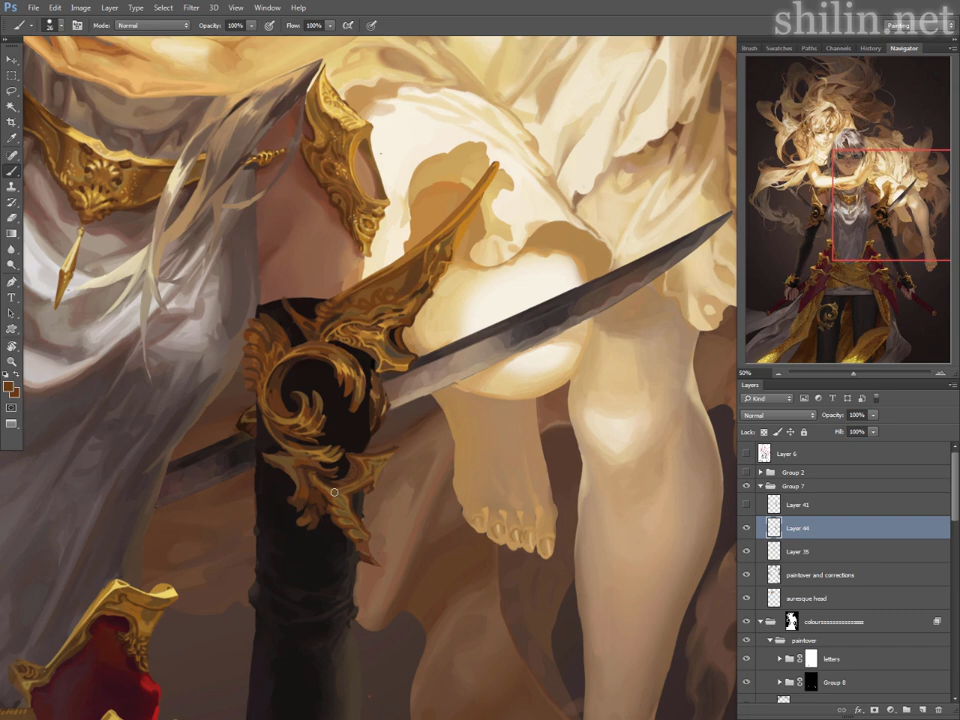 Ps File Edit Image Layer Type Select Filter 3D View Window Help
shilin.net
26 Mode: Normal Opacity: 100% Flow: 100% Painting
Brush Swatches Paths Channels History Navigator
50%
Layers
Kind
Normal Opacity: 100%
Lock: Fill: 100%
Layer 6
Group 2
Group 7
Layer 41
Layer 44
Layer 35
paintover and corrections
auresque head
paintover
letters
Group 8